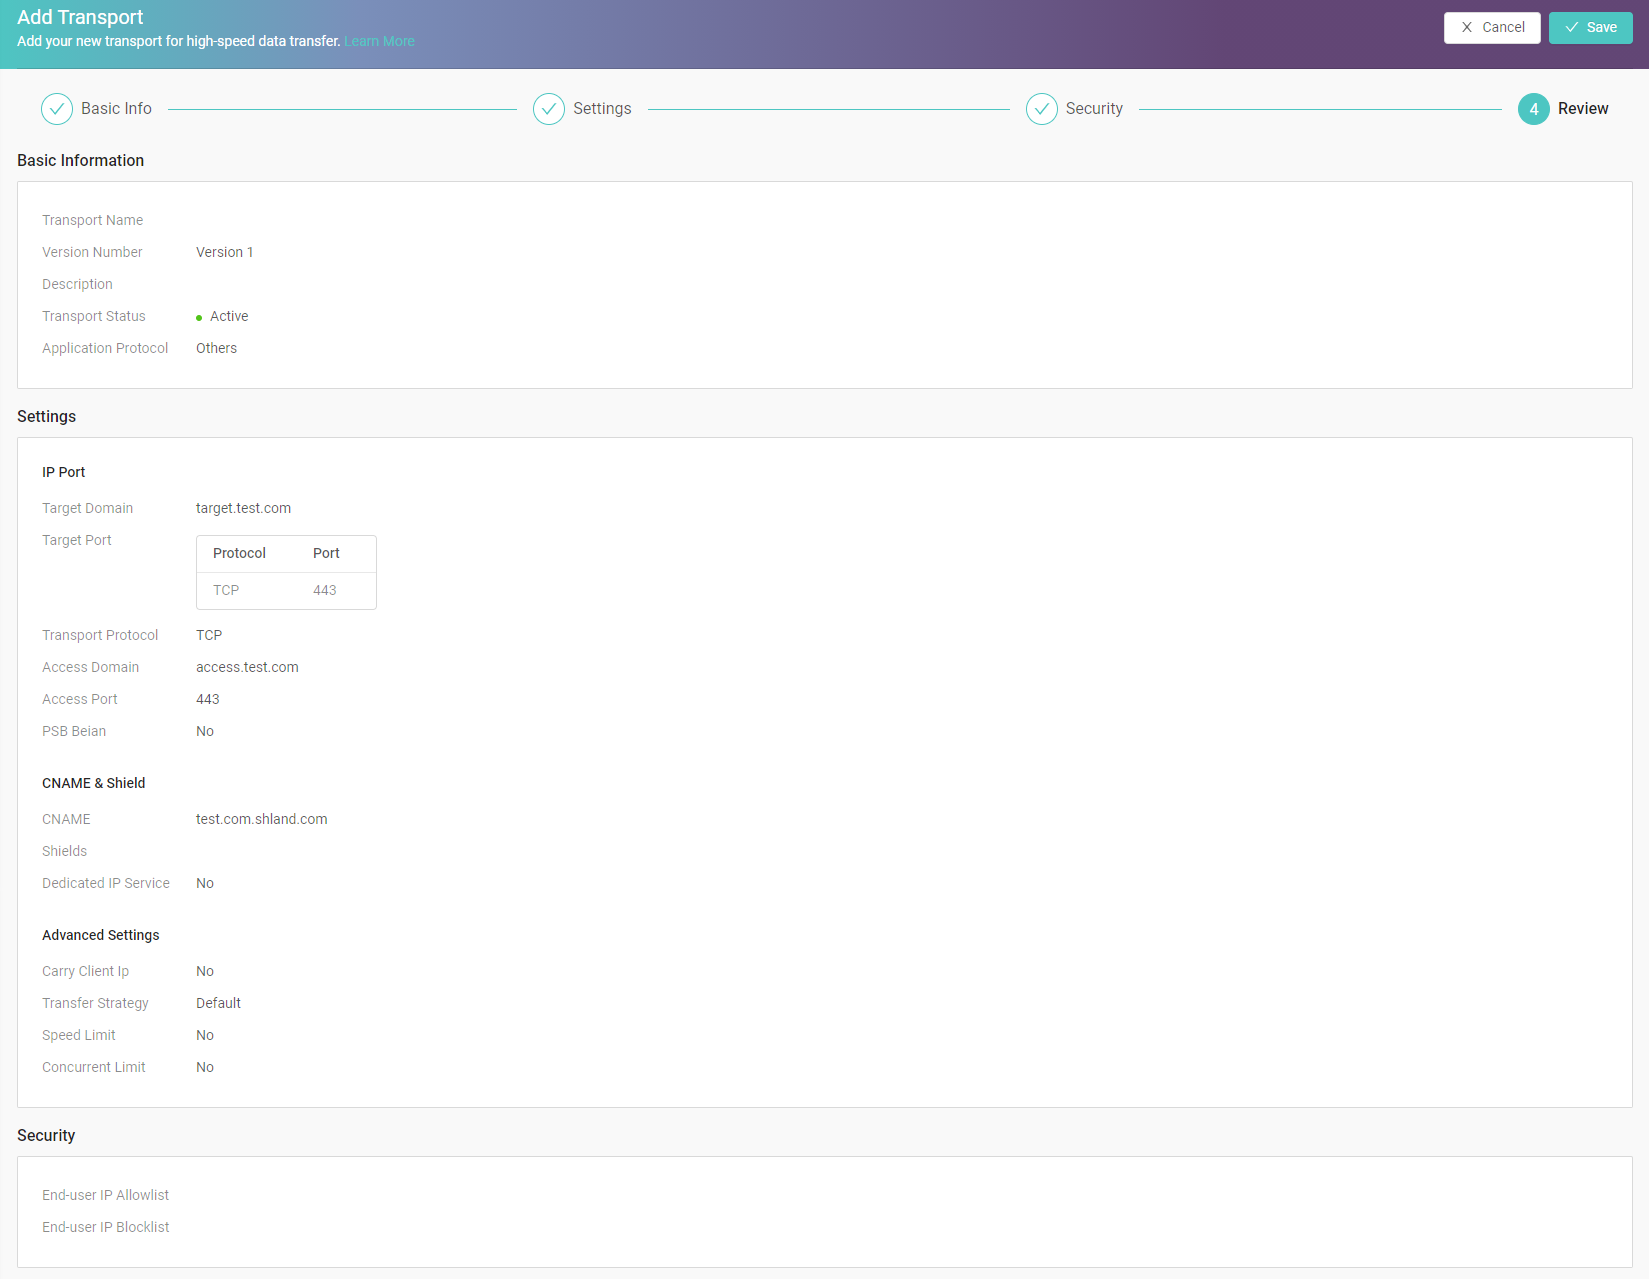 Add Transport
Add your new transport for high-speed data transfer. Learn More
Cancel
Save
Basic Info
Settings
Security
4 Review
Basic Information
Transport Name
Version Number Version 1
Description
Transport Status Active
Application Protocol Others
Settings
IP Port
Target Domain target.test.com
Target Port
Protocol Port
TCP 443
Transport Protocol TCP
Access Domain access.test.com
Access Port 443
PSB Beian No
CNAME & Shield
CNAME test.com.shland.com
Shields
Dedicated IP Service No
Advanced Settings
Carry Client Ip No
Transfer Strategy Default
Speed Limit No
Concurrent Limit No
Security
End-user IP Allowlist
End-user IP Blocklist